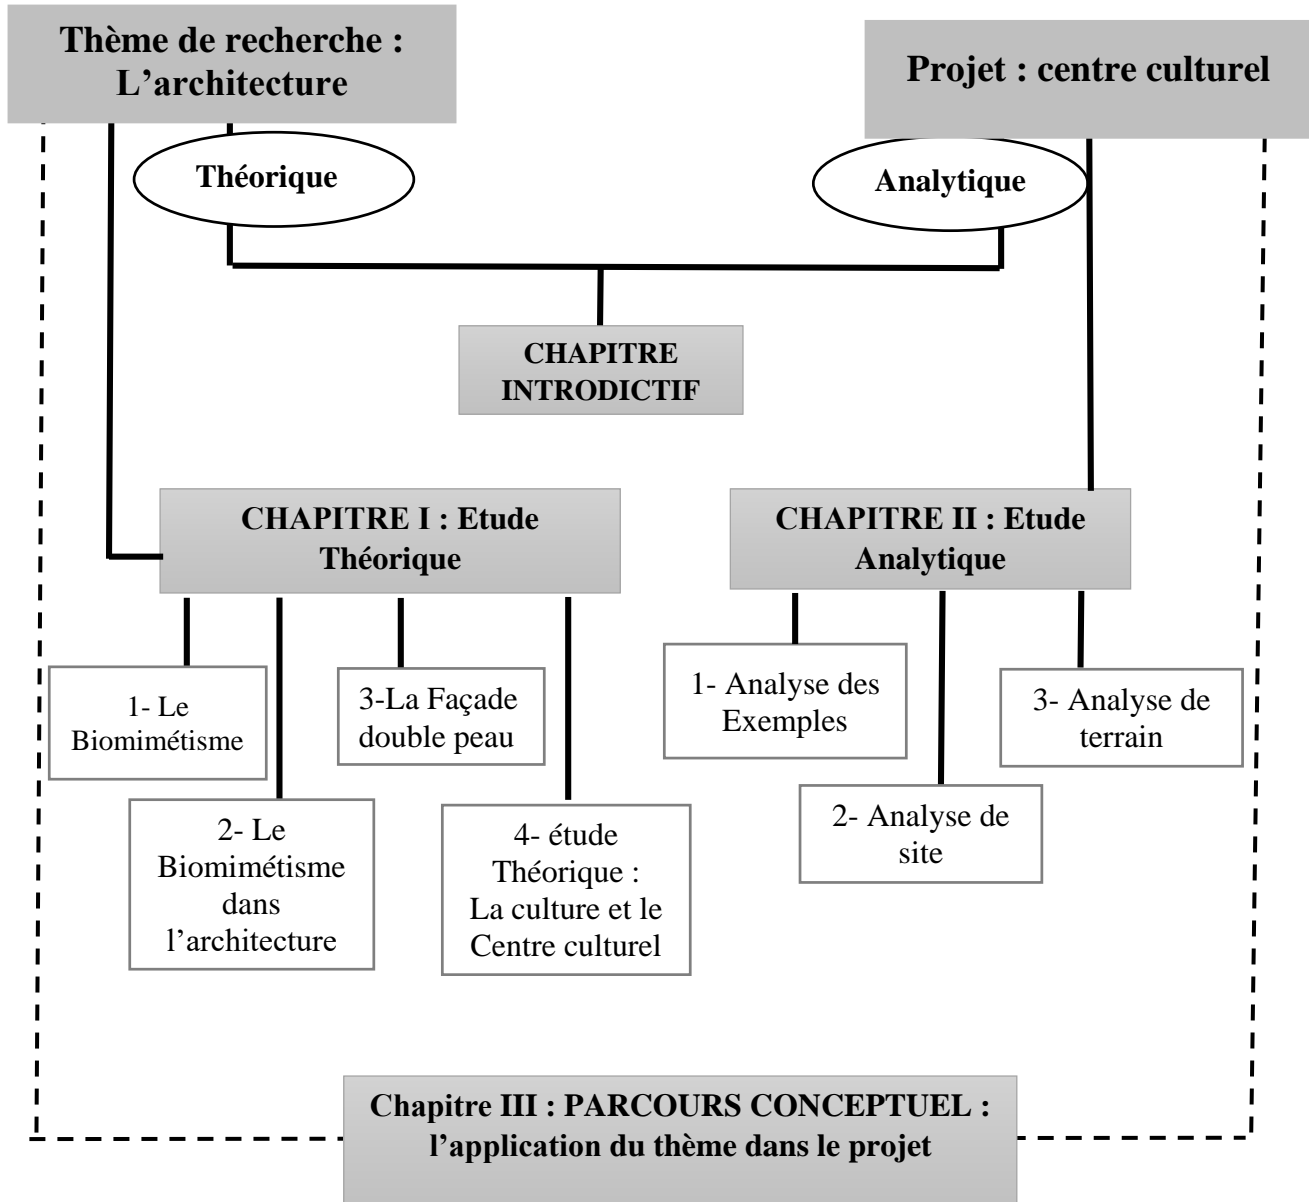 Thème de recherche :
L’architecture
Projet : centre culturel
Théorique
Analytique
CHAPITRE
INTRODICTIF
CHAPITRE I : Etude
Théorique
CHAPITRE II : Etude
Analytique
1- Le
Biomimétisme
2- Le
Biomimétisme
dans
l’architecture
3-La Façade
double peau
4- étude
Théorique :
La culture et le
Centre culturel
1- Analyse des
Exemples
2- Analyse de
site
3- Analyse de
terrain
Chapitre III : PARCOURS CONCEPTUEL :
l’application du thème dans le projet